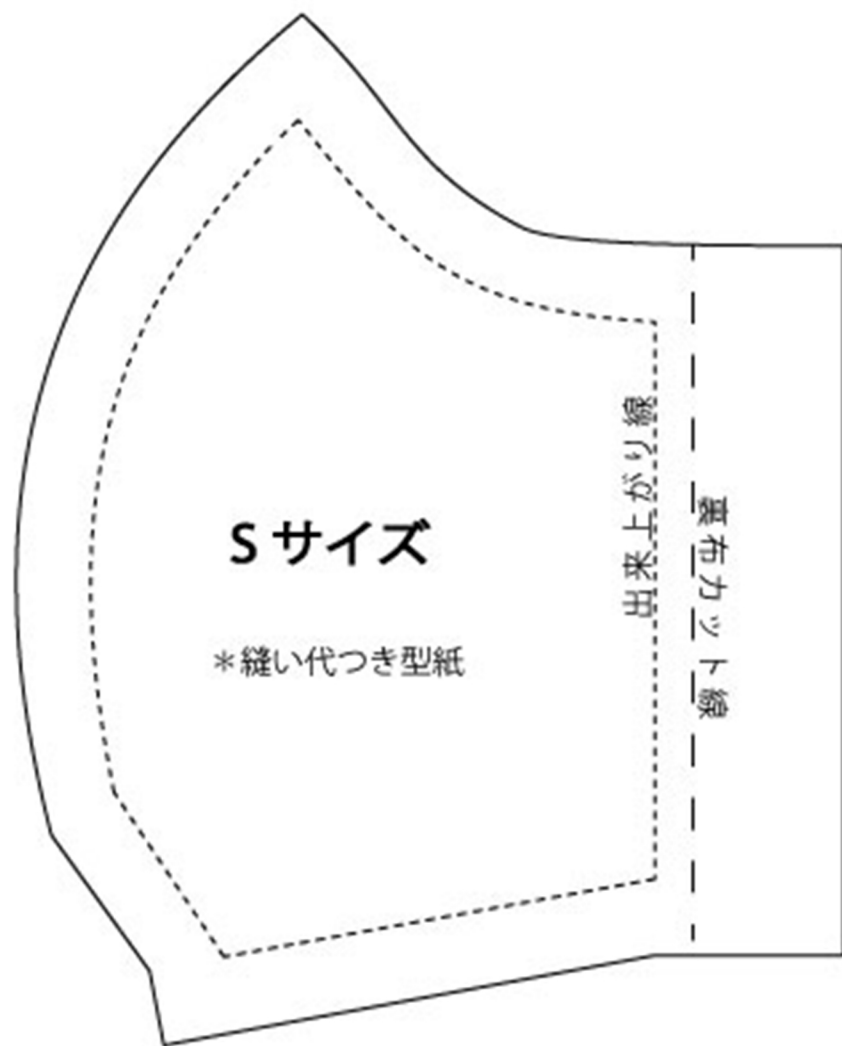 Sサイズ
＊縫い代つき型紙
出来上がり線
裏布カット線